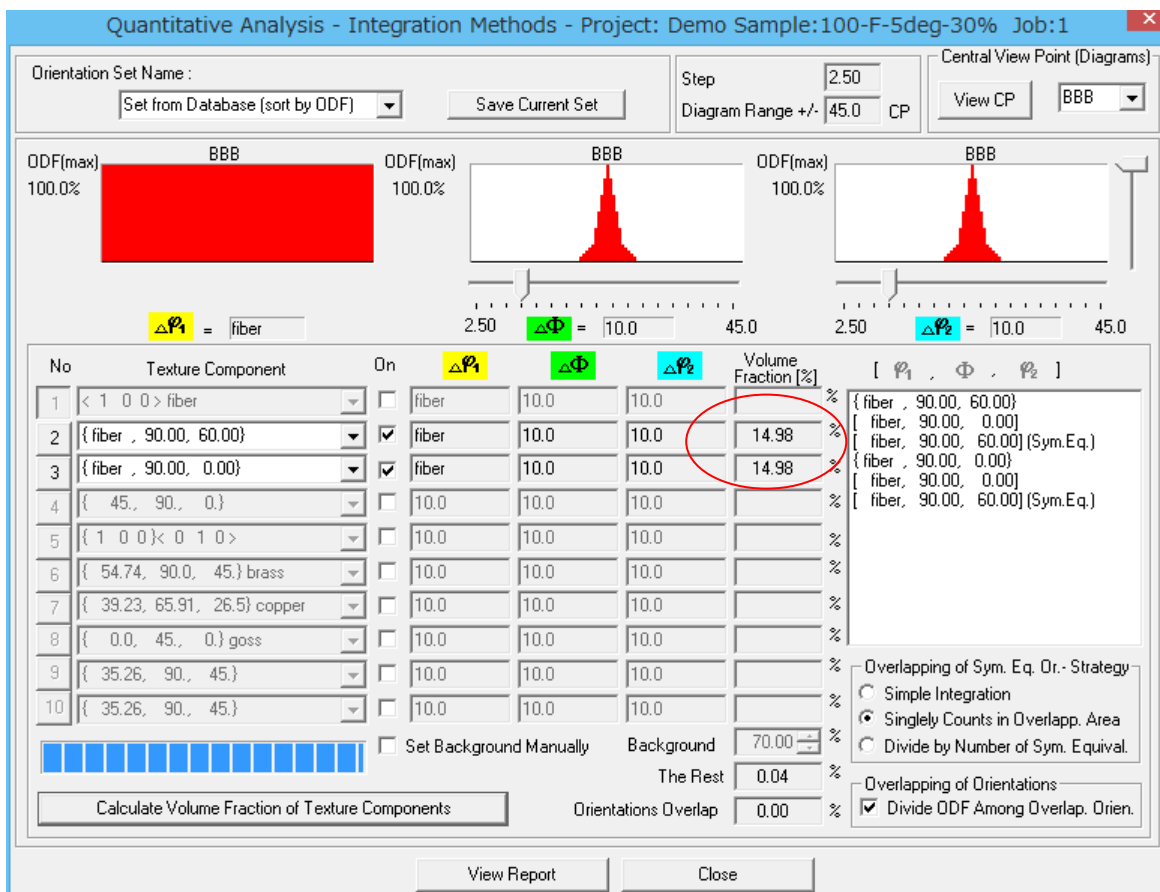 Quantitative Analysis - Integration Methods - Project: Demo Sample:100-F-5deg-30% Job:1
Orientation Set Name :
Set from Database (sort by ODF)
Save Current Set
Step 2.50
Diagram Range +/- 45.0 CP
Central View Point (Diagrams)
View CP BBB
ODF(max) BBB ODF(max) BBB ODF(max) BBB
100.0% 100.0% 100.0%
△φ1 = fiber 2.50 △Φ = 10.0 45.0 2.50 △φ2 = 10.0 45.0
No Texture Component On △φ1 △Φ △φ2 Volume Fraction [%] [ φ1 , Φ , φ2 ]
1 < 1 0 0> fiber fiber 10.0 10.0 %
2 { fiber , 90.00, 60.00} fiber 10.0 10.0 14.98 %
3 { fiber , 90.00, 0.00} fiber 10.0 10.0 14.98 %
4 { 45., 90., 0.} 10.0 10.0 10.0 %
5 { 1 0 0}< 0 1 0> 10.0 10.0 10.0 %
6 { 54.74, 90.0, 45.} brass 10.0 10.0 10.0 %
7 { 39.23, 65.91, 26.5} copper 10.0 10.0 10.0 %
8 { 0.0, 45., 0.} goss 10.0 10.0 10.0 %
9 { 35.26, 90., 45.} 10.0 10.0 10.0 %
10 { 35.26, 90., 45.} 10.0 10.0 10.0 %
{ fiber , 90.00, 60.00}
[ fiber, 90.00, 0.00]
[ fiber, 90.00, 60.00] (Sym.Eq.)
{ fiber , 90.00, 0.00}
[ fiber, 90.00, 0.00]
[ fiber, 90.00, 60.00] (Sym.Eq.)
Set Background Manually Background 70.00 %
The Rest 0.04 %
Calculate Volume Fraction of Texture Components
Orientations Overlap 0.00 %
Overlapping of Sym. Eq. Or.- Strategy
Simple Integration
Singlely Counts in Overlapp. Area
Divide by Number of Sym. Equival.
Overlapping of Orientations
Divide ODF Among Overlap. Orien.
View Report Close